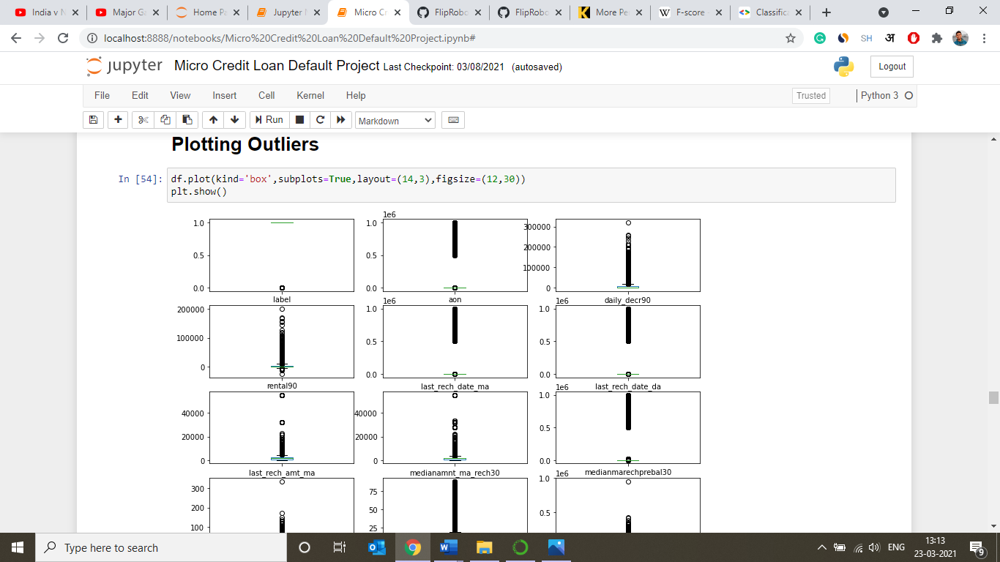 India v N
Major Ga
Home Pa
Jupyter N
Micro Cr
FlipRobo
FlipRobo
More Pe
F-score -
Classifica
localhost:8888/notebooks/Micro%20Credit%20Loan%20Default%20Project.ipynb#
SH
अ
jupyter Micro Credit Loan Default Project Last Checkpoint: 03/08/2021 (autosaved)
Logout
File Edit View Insert Cell Kernel Help
Trusted
Python 3
Run
Markdown
Plotting Outliers
In [54]: df.plot(kind='box',subplots=True,layout=(14,3),figsize=(12,30))
plt.show()
1.0
0.5
0.0
label
1e6
1.0
0.5
0.0
aon
300000
200000
100000
0
daily_decr90
200000
100000
0
rental90
1e6
1.0
0.5
0.0
last_rech_date_ma
1e6
1.0
0.5
0.0
last_rech_date_da
40000
20000
0
last_rech_amt_ma
40000
20000
0
medianamnt_ma_rech30
1e6
1.0
0.5
0.0
medianmarechprebal30
300
200
100
75
50
25
1e6
1.0
0.5
Type here to search
ENG
13:13
23-03-2021
9